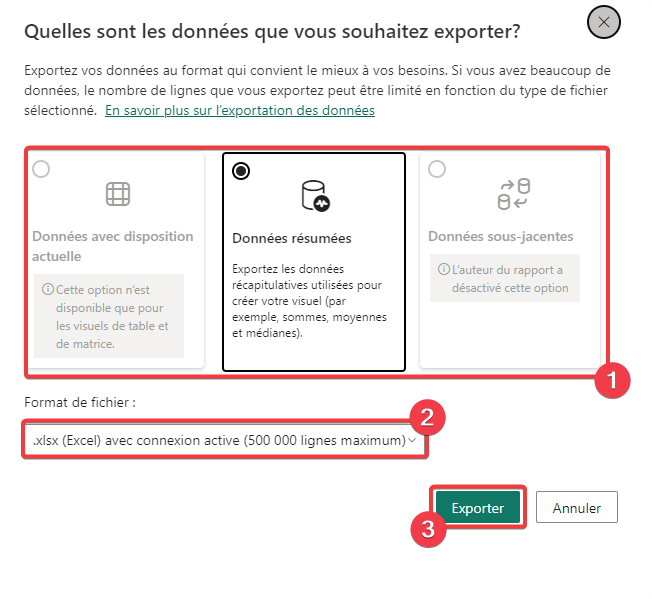 Quelles sont les données que vous souhaitez exporter?
Exportez vos données au format qui convient le mieux à vos besoins. Si vous avez beaucoup de
données, le nombre de lignes que vous exportez peut être limité en fonction du type de fichier
sélectionné. En savoir plus sur l'exportation des données
Données avec disposition
actuelle
Cette option n'est
disponible que pour
les visuels de table et
de matrice.
Données résumées
Exportez les données
récapitulatives utilisées pour
créer votre visuel (par
exemple, sommes, moyennes
et médianes).
Données sous-jacentes
L'auteur du rapport a
désactivé cette option
1
Format de fichier :
2
.xlsx (Excel) avec connexion active (500 000 lignes maximum)
Exporter
Annuler
3